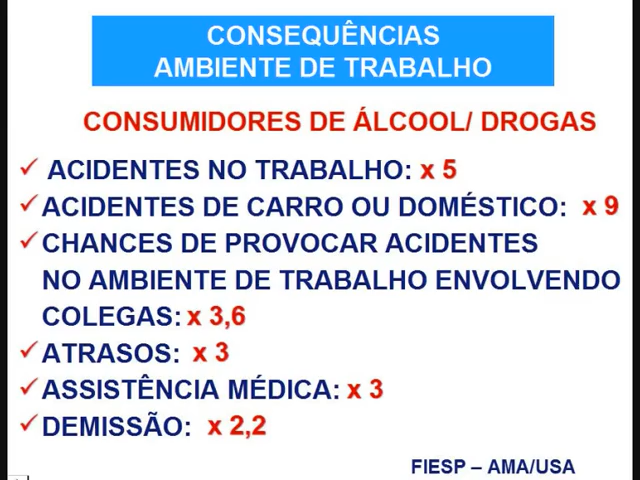 CONSEQUÊNCIAS
AMBIENTE DE TRABALHO
CONSUMIDORES DE ÁLCOOL/ DROGAS
✓ ACIDENTES NO TRABALHO: x 5
✓ ACIDENTES DE CARRO OU DOMÉSTICO: x 9
✓ CHANCES DE PROVOCAR ACIDENTES
NO AMBIENTE DE TRABALHO ENVOLVENDO
COLEGAS: x 3,6
✓ ATRASOS: x 3
✓ ASSISTÊNCIA MÉDICA: x 3
✓ DEMISSÃO: x 2,2
FIESP – AMA/USA